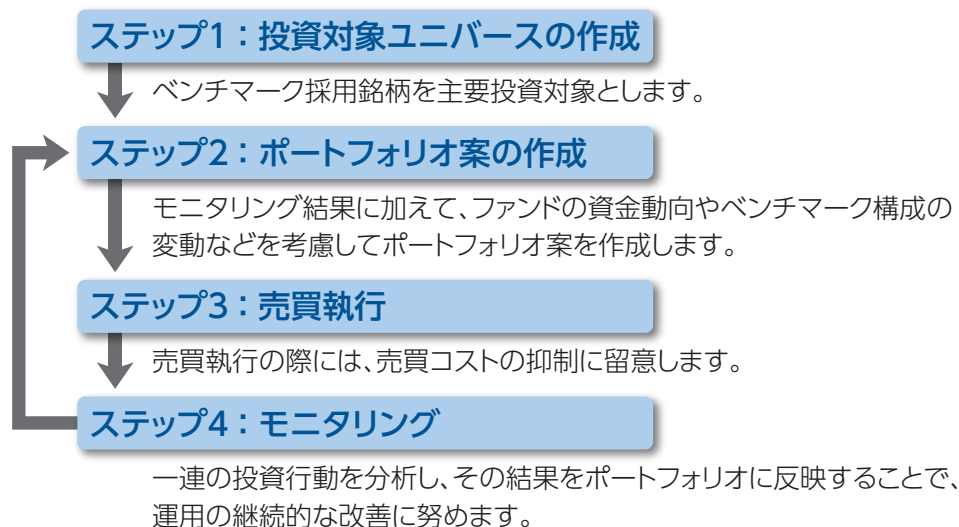 ステップ1：投資対象ユニバースの作成
ベンチマーク採用銘柄を主要投資対象とします。
ステップ2：ポートフォリオ案の作成
モニタリング結果に加えて、ファンドの資金動向やベンチマーク構成の
変動などを考慮してポートフォリオ案を作成します。
ステップ3：売買執行
売買執行の際には、売買コストの抑制に留意します。
ステップ4：モニタリング
一連の投資行動を分析し、その結果をポートフォリオに反映することで、
運用の継続的な改善に努めます。